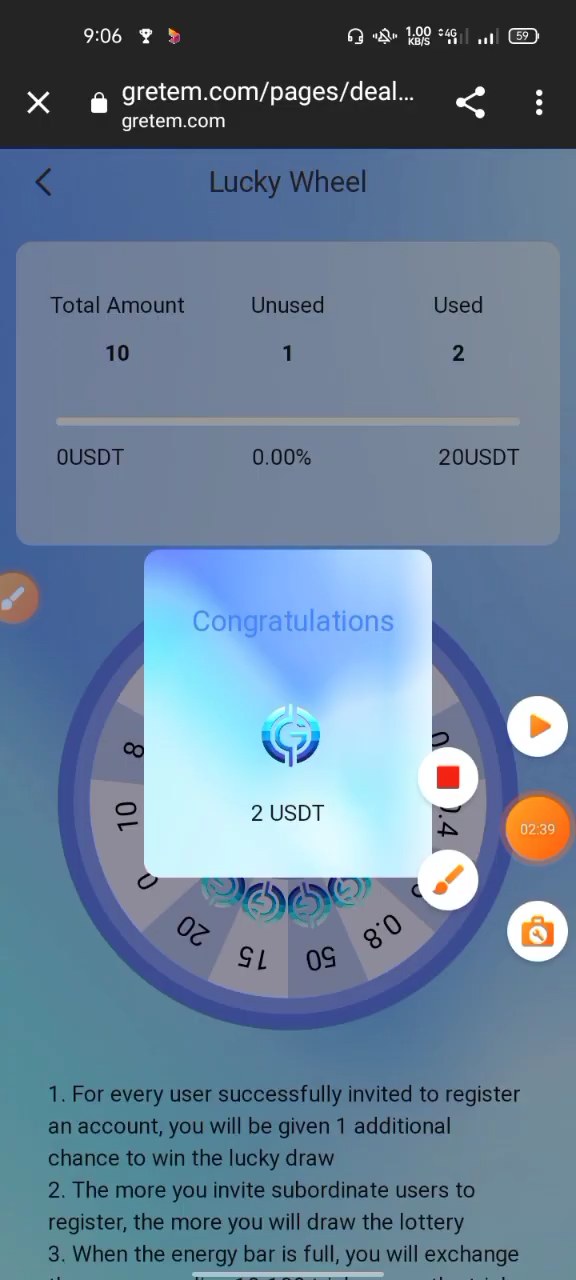 9:06
1.00
KB/S
4G
59
gretem.com/pages/deal...
gretem.com
Lucky Wheel
Total Amount
Unused
Used
10
1
2
0USDT
0.00%
20USDT
Congratulations
2 USDT
8
10
0
20
15
50
0.8
0.4
02:39
1. For every user successfully invited to register
an account, you will be given 1 additional
chance to win the lucky draw
2. The more you invite subordinate users to
register, the more you will draw the lottery
3. When the energy bar is full, you will exchange